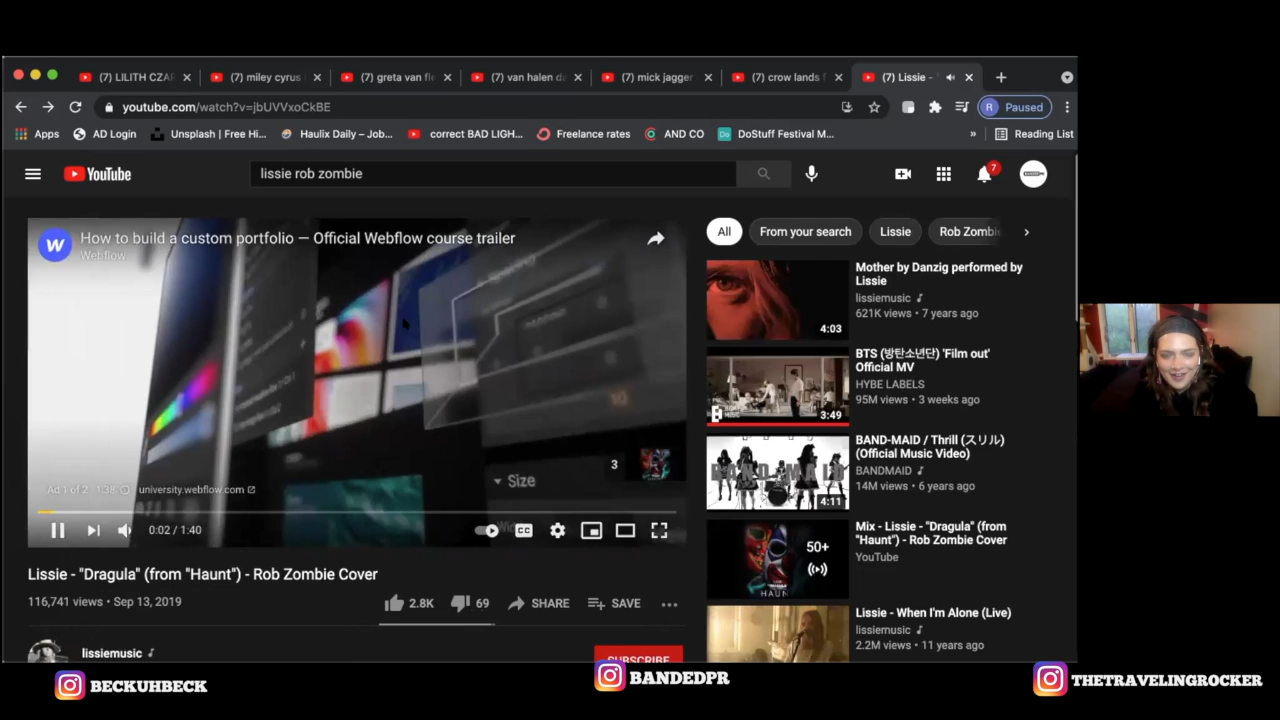 (7) LILITH CZAR
(7) miley cyrus
(7) greta van fle
(7) van halen da
(7) mick jagger
(7) crow lands f
(7) Lissie -
youtube.com/watch?v=jbUVVxoCkBE
R
Paused
Apps
AD Login
Unsplash | Free Hi...
Haulix Daily – Job...
correct BAD LIGH...
Freelance rates
AND CO
Do
DoStuff Festival M...
»
Reading List
YouTube
lissie rob zombie
7
All
From your search
Lissie
Rob Zombie
W
How to build a custom portfolio — Official Webflow course trailer
Webflow
3
Size
Ad 1 of 2 · 1:38
university.webflow.com
0:02 / 1:40
CC
Lissie - "Dragula" (from "Haunt") - Rob Zombie Cover
116,741 views • Sep 13, 2019
2.8K
69
SHARE
SAVE
lissiemusic
SUBSCRIBE
Mother by Danzig performed by
Lissie
lissiemusic
621K views • 7 years ago
4:03
BTS (방탄소년단) 'Film out'
Official MV
HYBE LABELS
95M views • 3 weeks ago
3:49
BAND-MAID / Thrill (スリル)
(Official Music Video)
BANDMAID
14M views • 6 years ago
BAND-MAID
4:11
Mix - Lissie - "Dragula" (from
"Haunt") - Rob Zombie Cover
YouTube
50+
HAUNT
Lissie - When I'm Alone (Live)
lissiemusic
2.2M views • 11 years ago
BECKUHBECK
BANDEDPR
THETRAVELINGROCKER